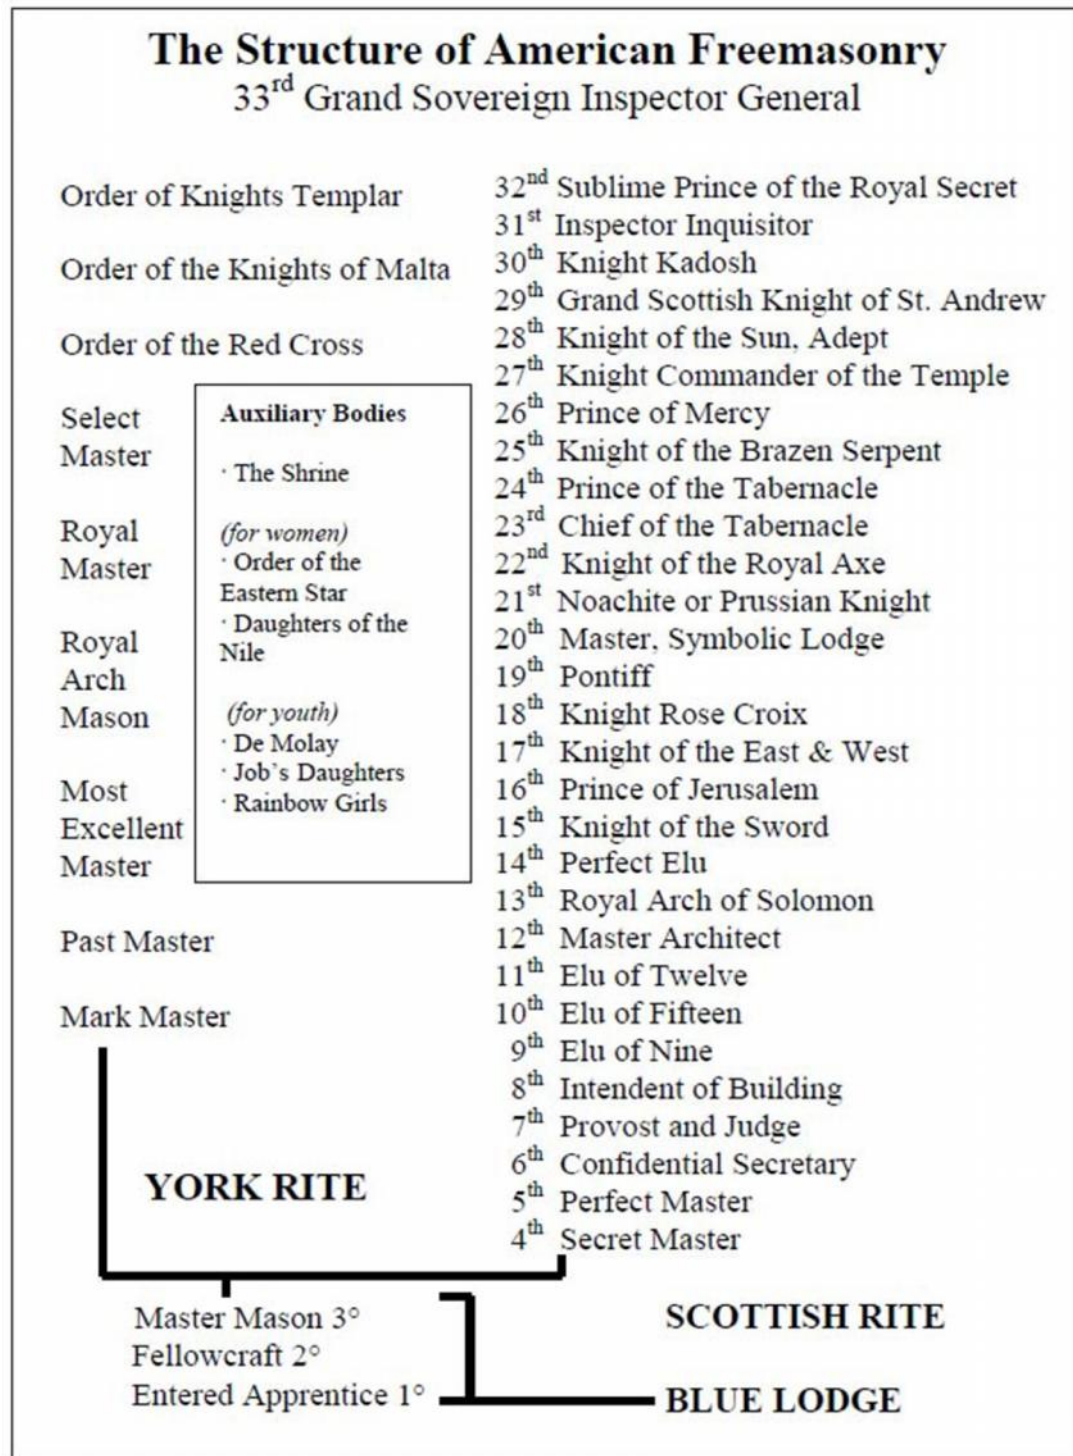 The Structure of American Freemasonry
33rd Grand Sovereign Inspector General
Order of Knights Templar
Order of the Knights of Malta
Order of the Red Cross
Select
Master
Royal
Master
Royal
Arch
Mason
Most
Excellent
Master
Past Master
Mark Master
Auxiliary Bodies
· The Shrine
(for women)
· Order of the
Eastern Star
· Daughters of the
Nile
(for youth)
· De Molay
· Job's Daughters
· Rainbow Girls
32nd Sublime Prince of the Royal Secret
31st Inspector Inquisitor
30th Knight Kadosh
29th Grand Scottish Knight of St. Andrew
28th Knight of the Sun, Adept
27th Knight Commander of the Temple
26th Prince of Mercy
25th Knight of the Brazen Serpent
24th Prince of the Tabernacle
23rd Chief of the Tabernacle
22nd Knight of the Royal Axe
21st Noachite or Prussian Knight
20th Master, Symbolic Lodge
19th Pontiff
18th Knight Rose Croix
17th Knight of the East & West
16th Prince of Jerusalem
15th Knight of the Sword
14th Perfect Elu
13th Royal Arch of Solomon
12th Master Architect
11th Elu of Twelve
10th Elu of Fifteen
9th Elu of Nine
8th Intendent of Building
7th Provost and Judge
6th Confidential Secretary
5th Perfect Master
4th Secret Master
YORK RITE
Master Mason 3°
Fellowcraft 2°
Entered Apprentice 1°
SCOTTISH RITE
BLUE LODGE